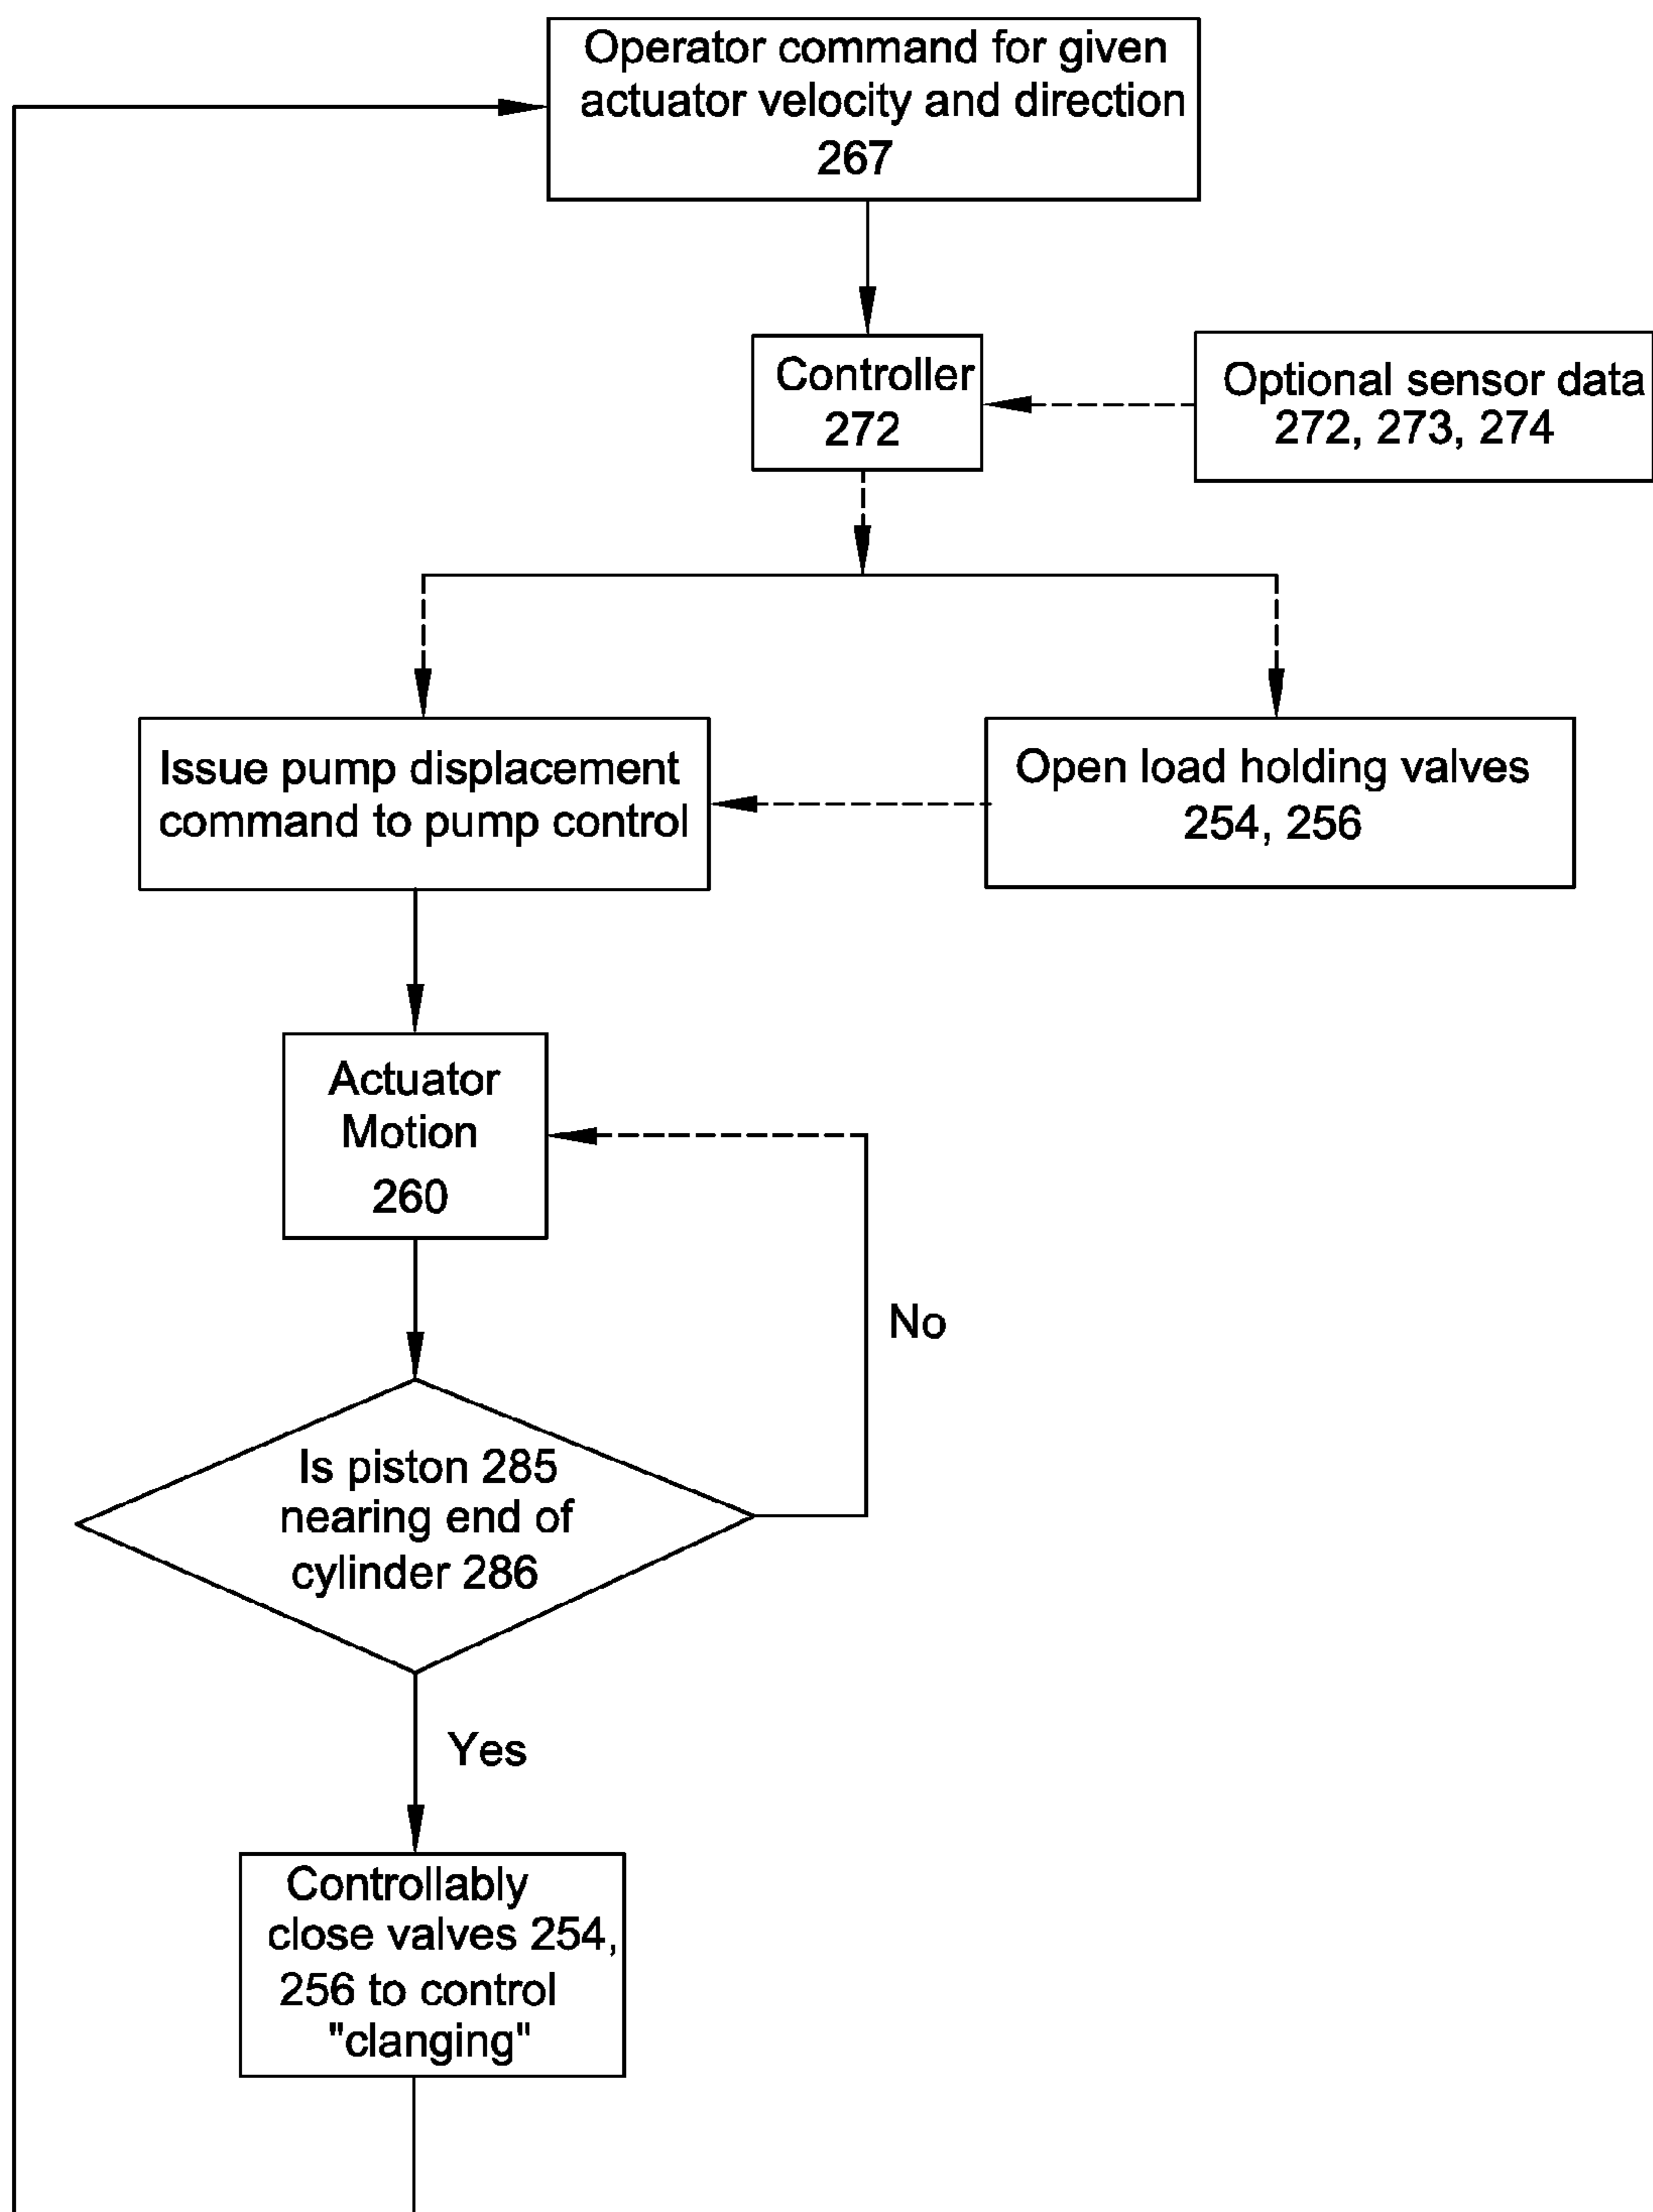 Operator command for given
actuator velocity and direction
267
Controller
272
Optional sensor data
272, 273, 274
Issue pump displacement
command to pump control
Open load holding valves
254, 256
Actuator
Motion
260
No
Is piston 285
nearing end of
cylinder 286
Yes
Controllably
close valves 254,
256 to control
"clanging"